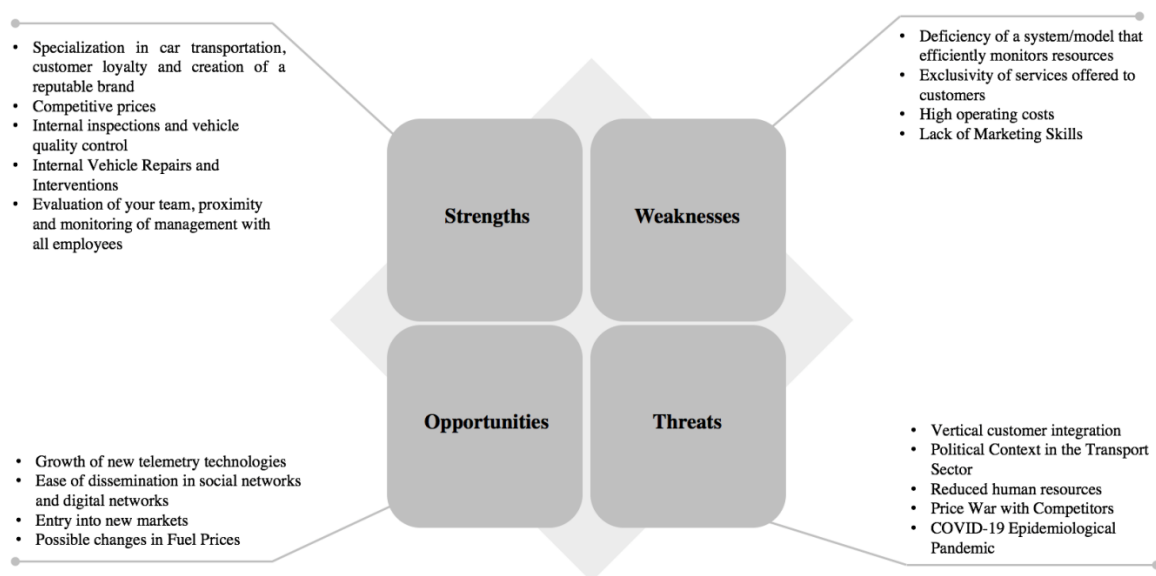 • Specialization in car transportation,
customer loyalty and creation of a
reputable brand
• Competitive prices
• Internal inspections and vehicle
quality control
• Internal Vehicle Repairs and
Interventions
• Evaluation of your team, proximity
and monitoring of management with
all employees
• Deficiency of a system/model that
efficiently monitors resources
• Exclusivity of services offered to
customers
• High operating costs
• Lack of Marketing Skills
Strengths
Weaknesses
Opportunities
Threats
• Growth of new telemetry technologies
• Ease of dissemination in social networks
and digital networks
• Entry into new markets
• Possible changes in Fuel Prices
• Vertical customer integration
• Political Context in the Transport
Sector
• Reduced human resources
• Price War with Competitors
• COVID-19 Epidemiological
Pandemic